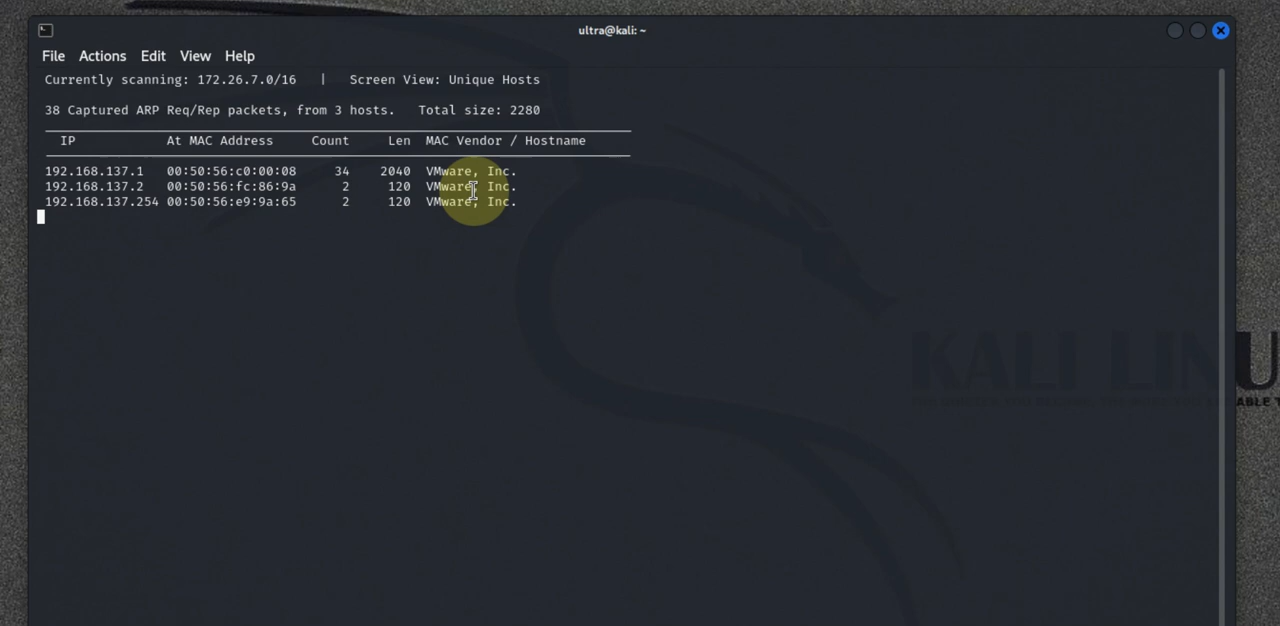 ultra@kali: ~
File Actions Edit View Help
Currently scanning: 172.26.7.0/16 | Screen View: Unique Hosts
38 Captured ARP Req/Rep packets, from 3 hosts. Total size: 2280
IP At MAC Address Count Len MAC Vendor / Hostname
192.168.137.1 00:50:56:c0:00:08 34 2040 VMware, Inc.
192.168.137.2 00:50:56:fc:86:9a 2 120 VMware, Inc.
192.168.137.254 00:50:56:e9:9a:65 2 120 VMware, Inc.
KALI LINU
ABLE T